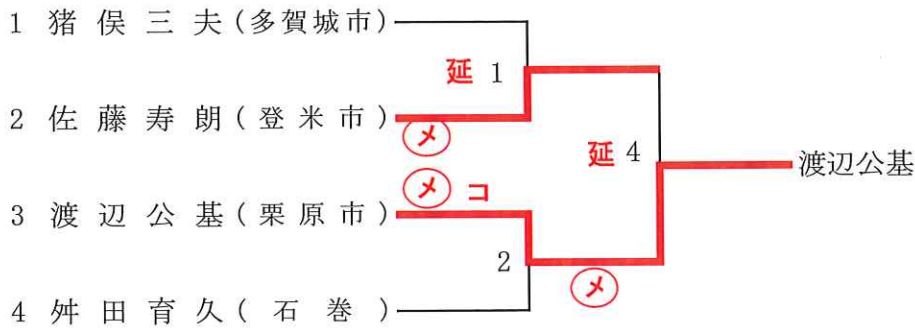 1 猪俣三夫(多賀城市)
延 1
2 佐藤寿朗(登米市)
メ
延 4
渡辺公基
メ コ
3 渡辺公基(栗原市)
2
メ
4 舛田育久(石巻)